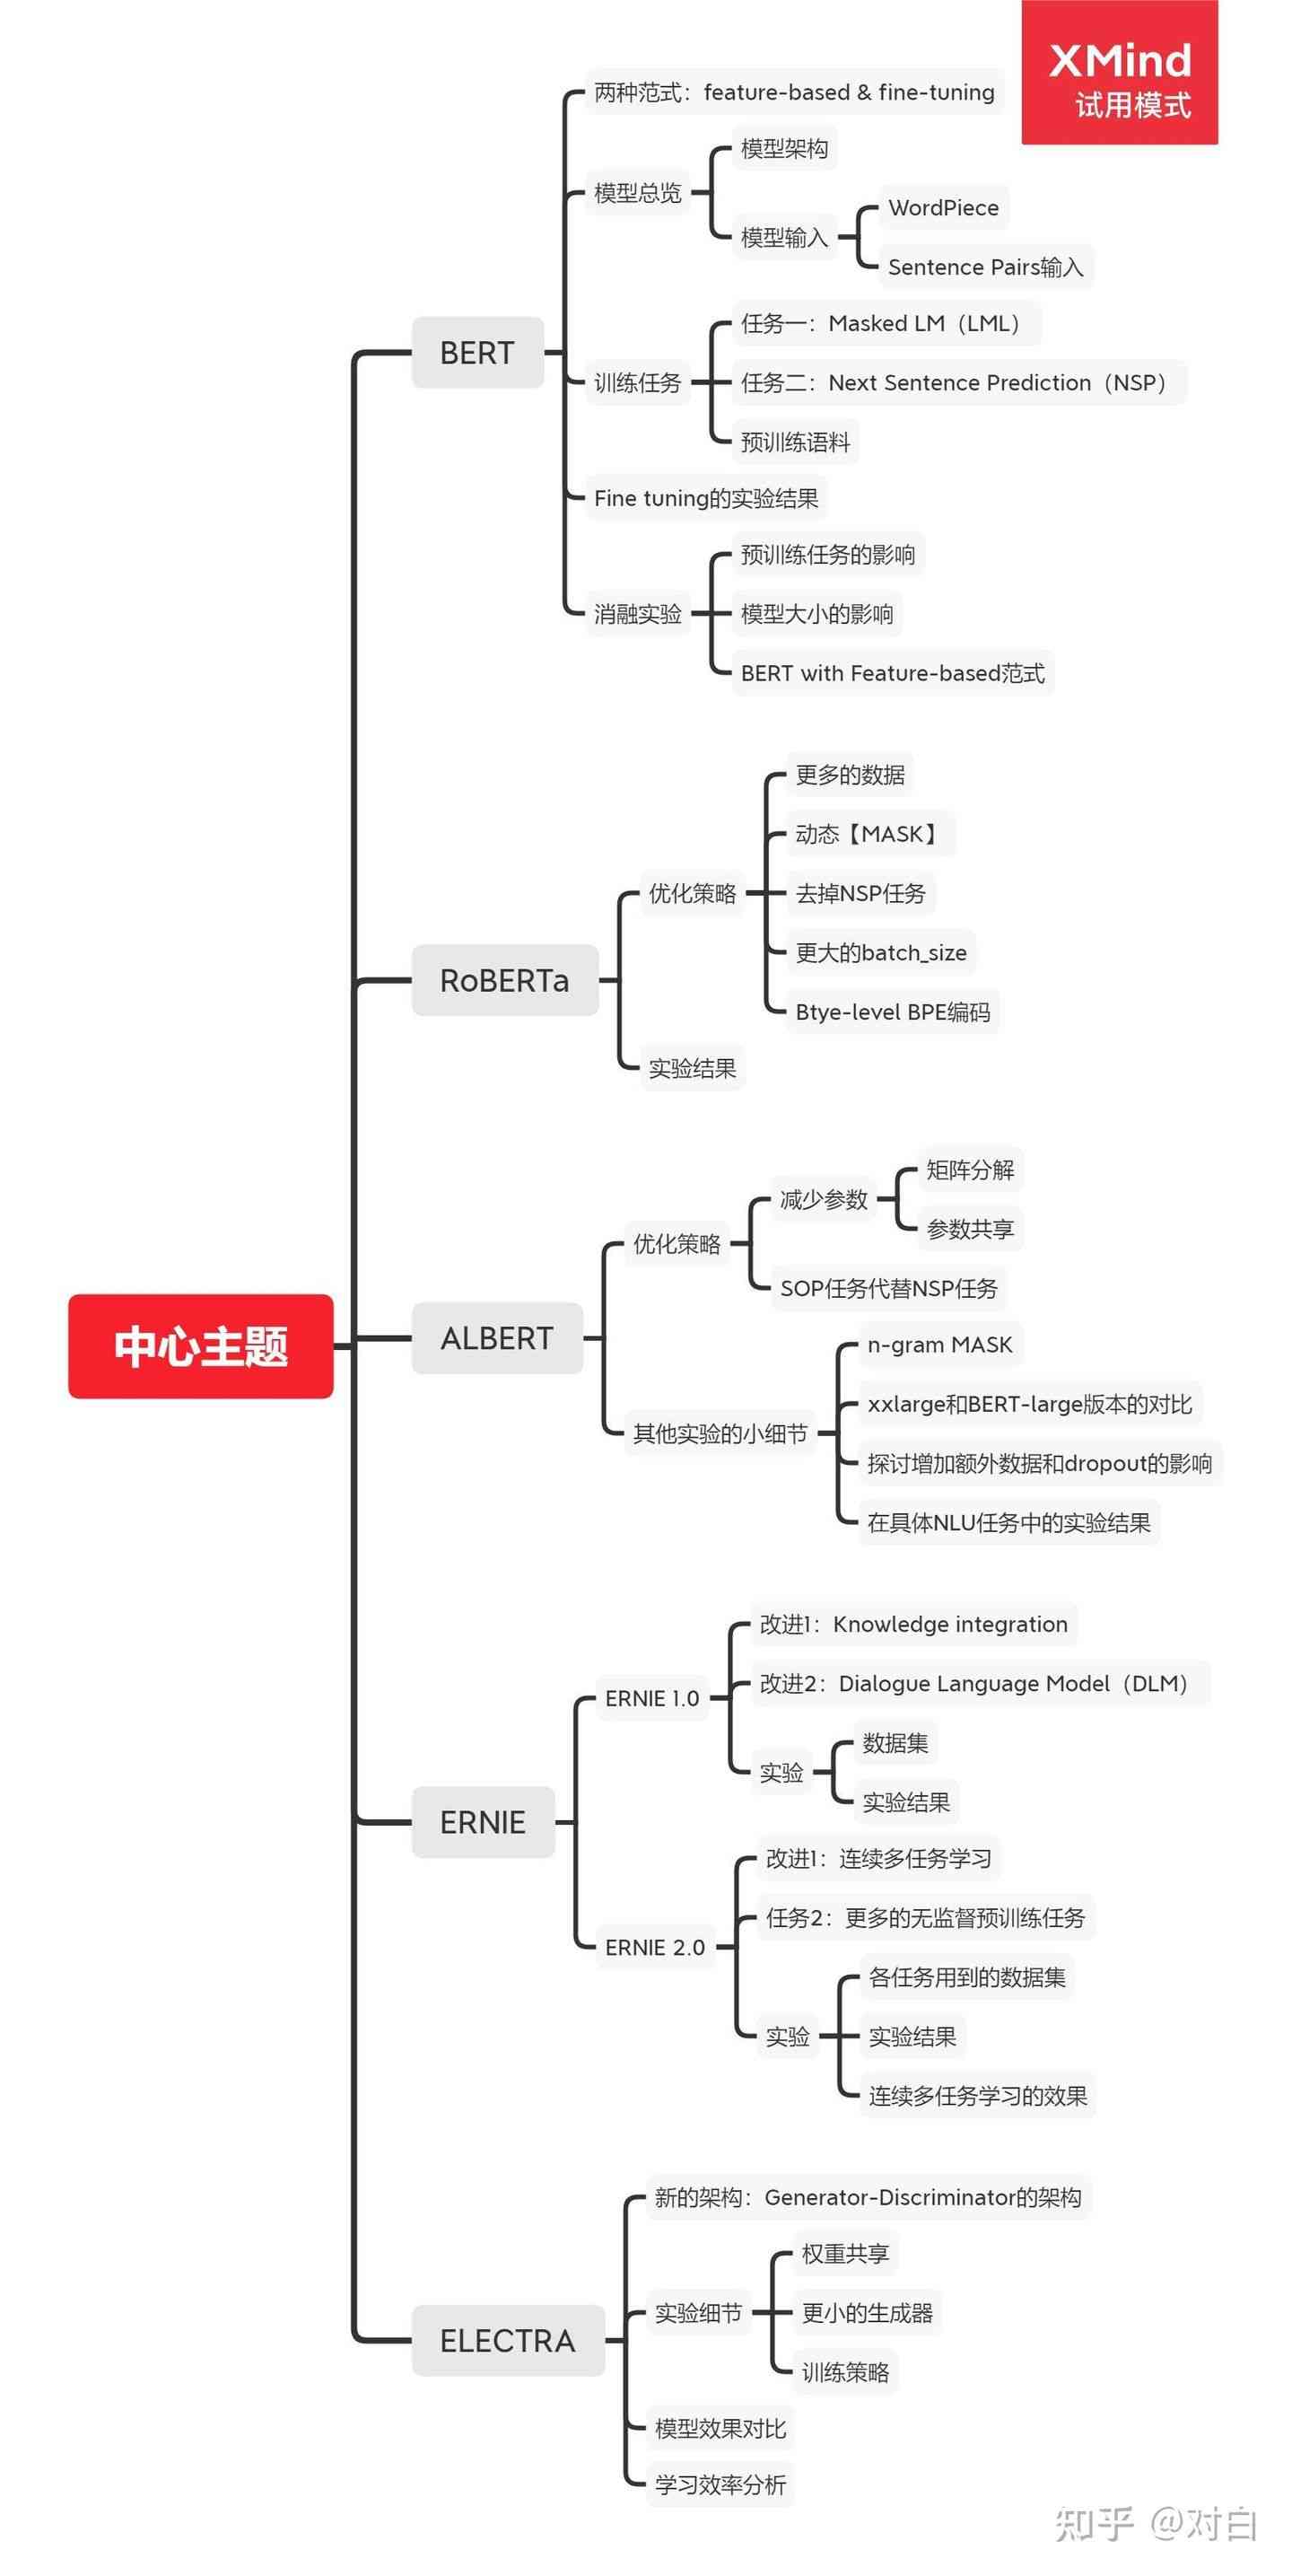 XMind
试用模式
两种范式：feature-based & fine-tuning
模型架构
模型总览
WordPiece
模型输入
Sentence Pairs输入
任务一：Masked LM（LML）
BERT
训练任务
任务二：Next Sentence Prediction（NSP）
预训练语料
Fine tuning的实验结果
预训练任务的影响
消融实验
模型大小的影响
BERT with Feature-based范式
更多的数据
动态【MASK】
优化策略
去掉NSP任务
更大的batch_size
RoBERTa
Btye-level BPE编码
实验结果
矩阵分解
减少参数
参数共享
优化策略
SOP任务代替NSP任务
中心主题
ALBERT
n-gram MASK
xxlarge和BERT-large版本的对比
其他实验的小细节
探讨增加额外数据和dropout的影响
在具体NLU任务中的实验结果
改进1：Knowledge integration
ERNIE 1.0
改进2：Dialogue Language Model（DLM）
数据集
实验
实验结果
ERNIE
改进1：连续多任务学习
任务2：更多的无监督预训练任务
ERNIE 2.0
各任务用到的数据集
实验
实验结果
连续多任务学习的效果
新的架构：Generator-Discriminator的架构
权重共享
实验细节
更小的生成器
ELECTRA
训练策略
模型效果对比
学习效率分析
知乎 @对白